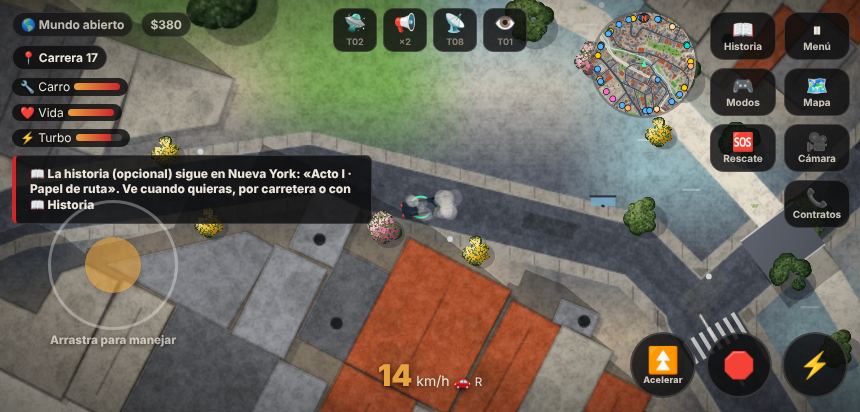 Mundo abierto
$380
Carrera 17
Carro
Vida
Turbo
T02
×2
T08
T01
N
Historia
Menú
Modos
Mapa
SOS
Rescate
Cámara
Contratos
La historia (opcional) sigue en Nueva York: «Acto I ·
Papel de ruta». Ve cuando quieras, por carretera o con
Historia
Arrastra para manejar
14 km/h R
Acelerar